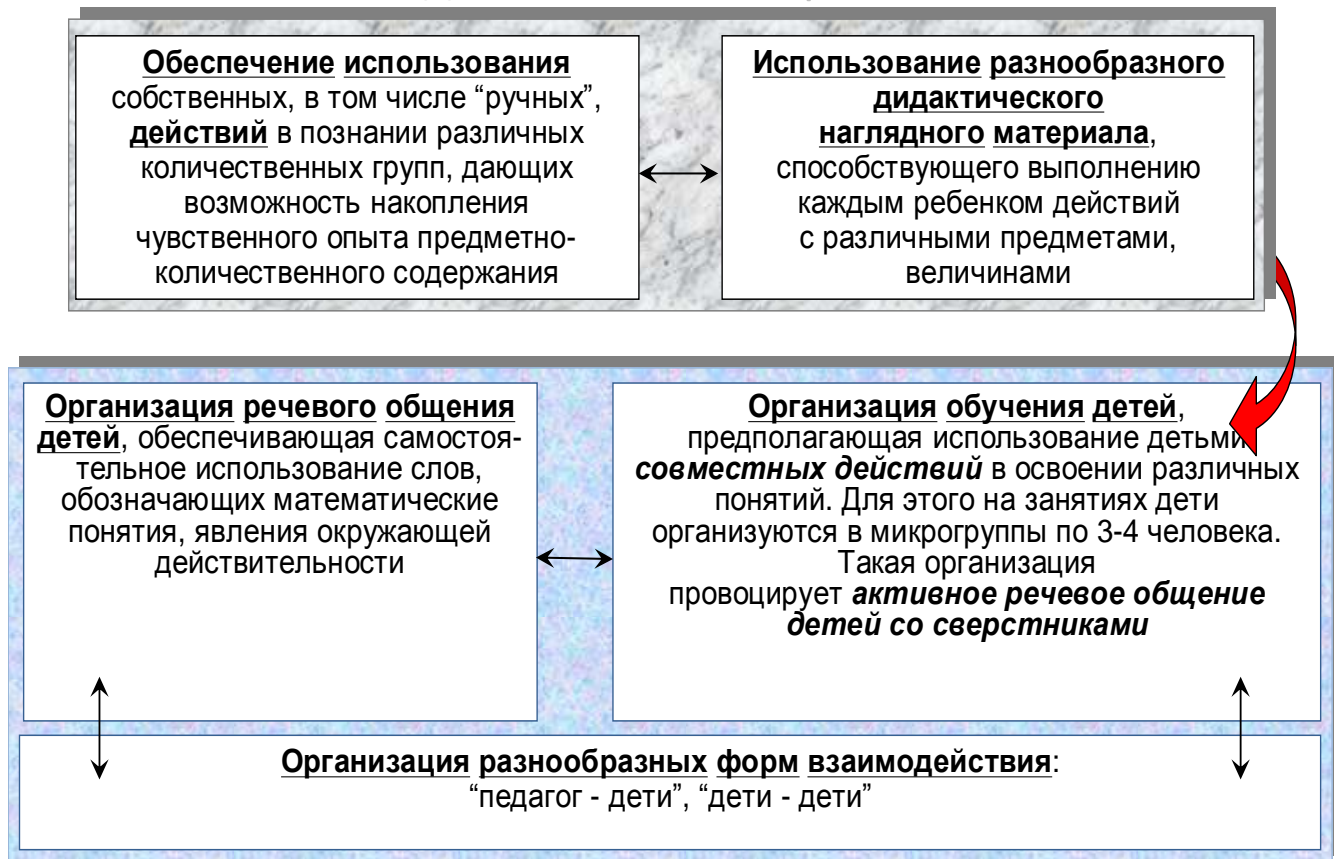 Обеспечение использования
собственных, в том числе “ручных”,
действий в познании различных
количественных групп, дающих
возможность накопления
чувственного опыта предметно-
количественного содержания
Использование разнообразного
дидактического
наглядного материала,
способствующего выполнению
каждым ребенком действий
с различными предметами,
величинами
Организация речевого общения
детей, обеспечивающая самостоя-
тельное использование слов,
обозначающих математические
понятия, явления окружающей
действительности
Организация обучения детей,
предполагающая использование детьми
совместных действий в освоении различных
понятий. Для этого на занятиях дети
организуются в микрогруппы по 3-4 человека.
Такая организация
провоцирует активное речевое общение
детей со сверстниками
Организация разнообразных форм взаимодействия:
“педагог - дети”, “дети - дети”